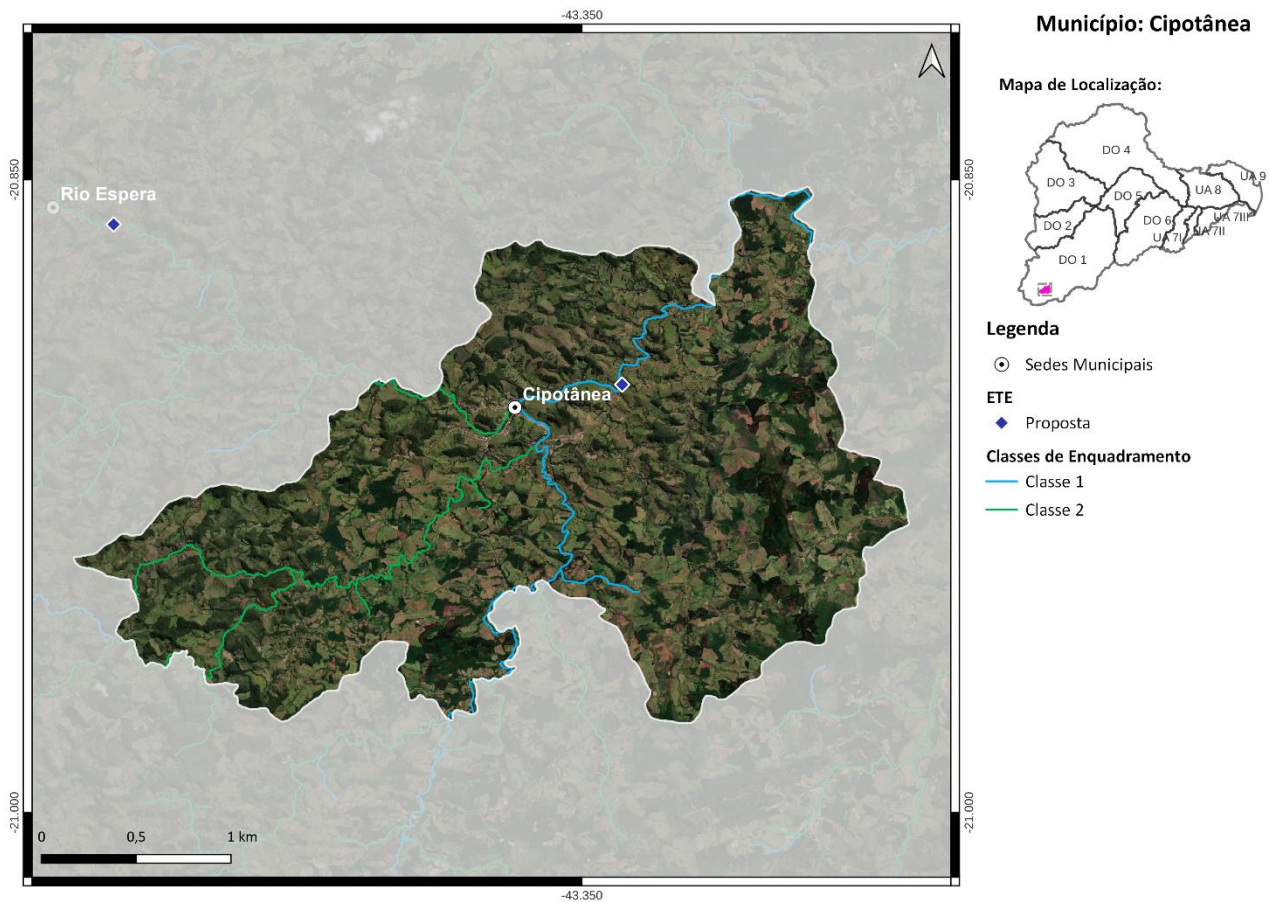 Município: Cipotânea
-43.350
Mapa de Localização:
DO 4
DO 3
DO 5
UA 8
UA 9
DO 2
DO 6
UA 7III
UA 7II
UA 7I
DO 1
-20.850
-20.850
Rio Espera
Cipotânea
Legenda
Sedes Municipais
ETE
Proposta
Classes de Enquadramento
Classe 1
Classe 2
-21.000
-21.000
0 0,5 1 km
-43.350